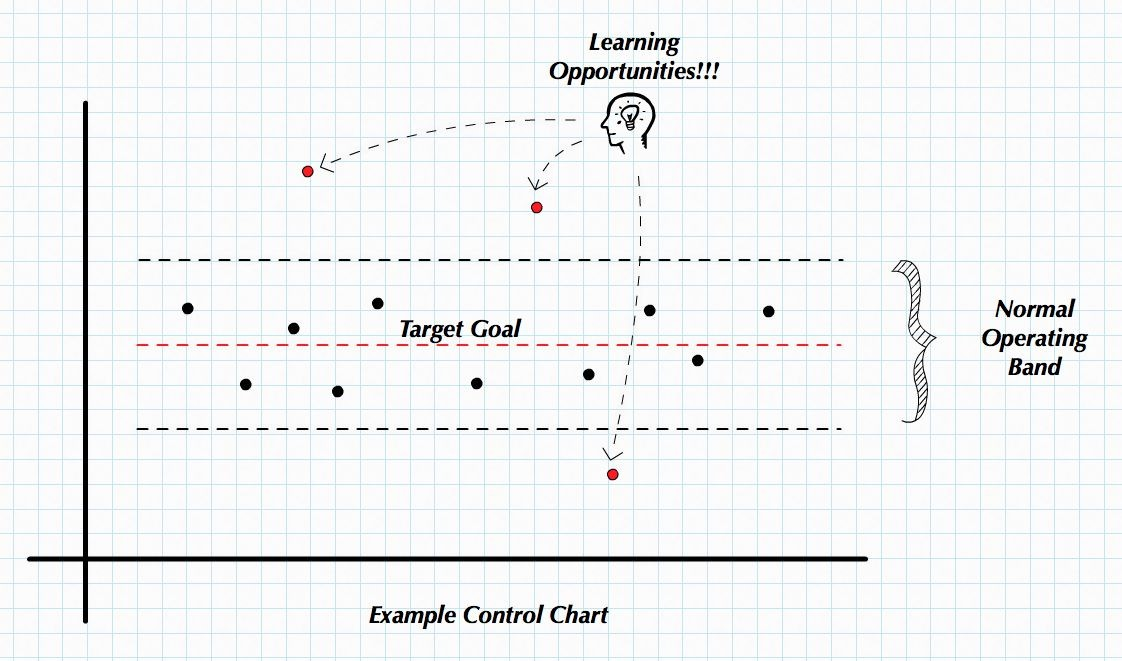 Learning
Opportunities!!!
Target Goal
Normal
Operating
Band
Example Control Chart